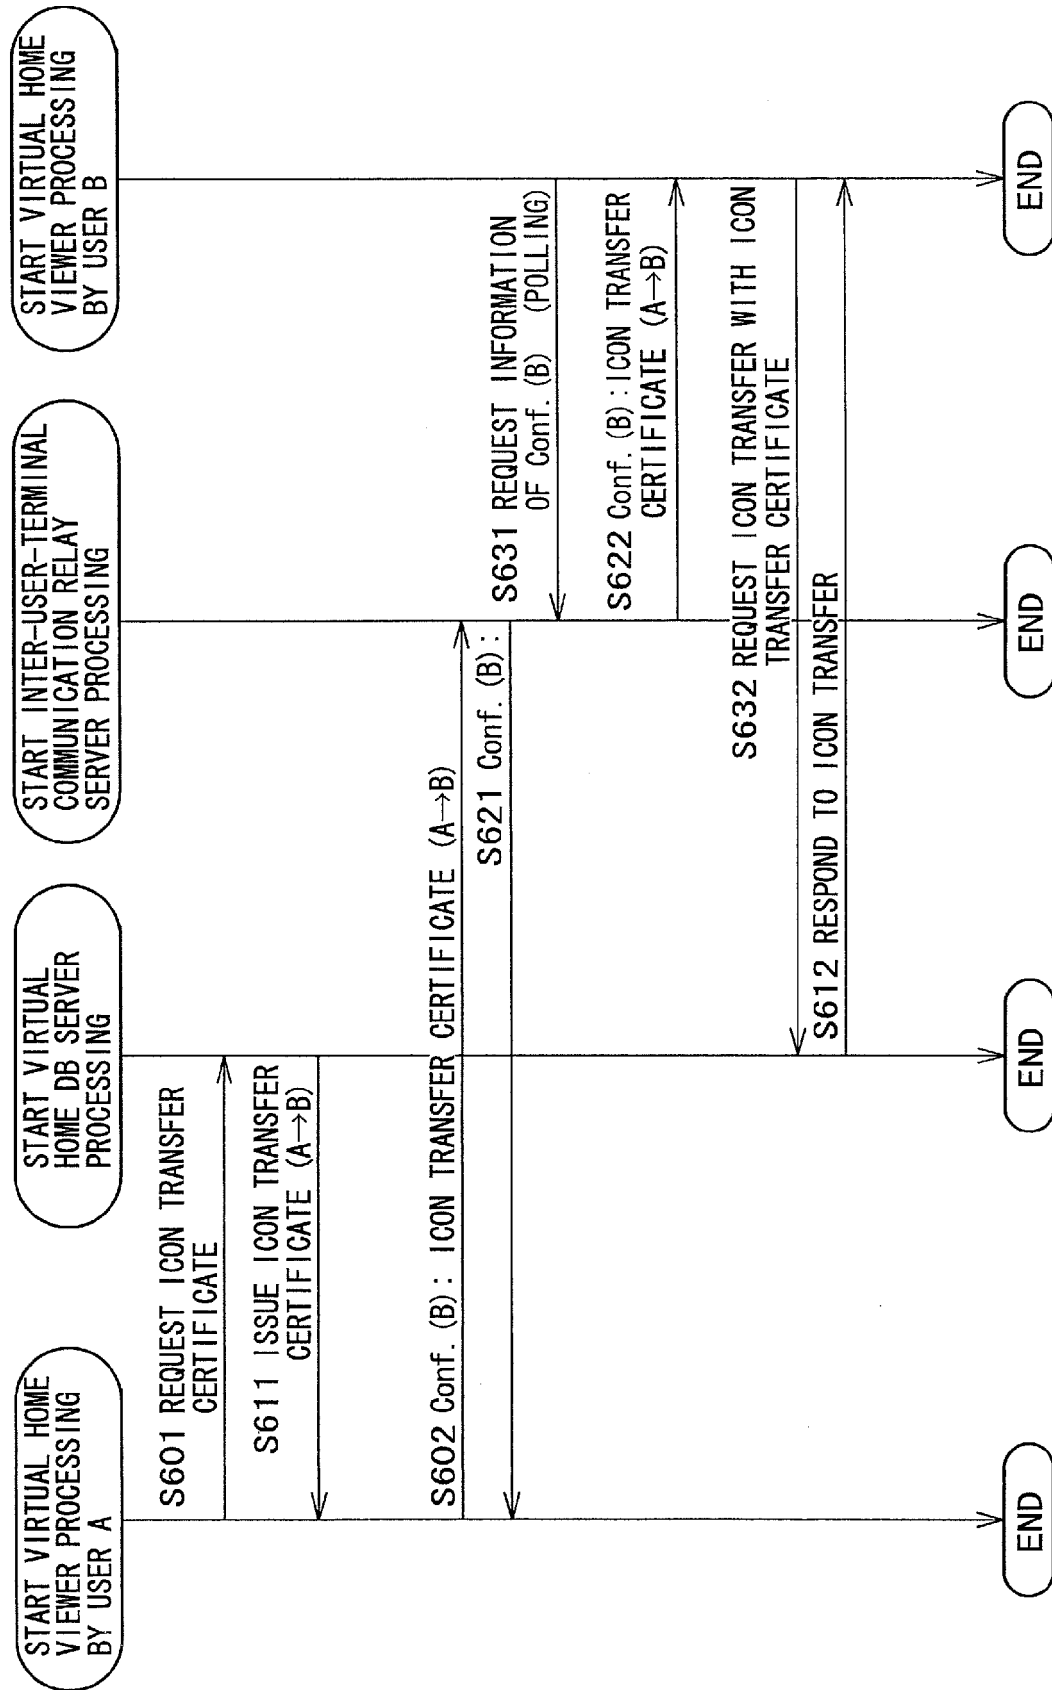 START VIRTUAL HOME
VIEWER PROCESSING
BY USER A
START VIRTUAL
HOME DB SERVER
PROCESSING
START INTER-USER-TERMINAL
COMMUNICATION RELAY
SERVER PROCESSING
START VIRTUAL HOME
VIEWER PROCESSING
BY USER B
S601 REQUEST ICON TRANSFER
CERTIFICATE
S611 ISSUE ICON TRANSFER
CERTIFICATE (A→B)
S602 Conf. (B): ICON TRANSFER CERTIFICATE (A→B)
S621 Conf. (B):
S631 REQUEST INFORMATION
OF Conf. (B) (POLLING)
S622 Conf. (B):ICON TRANSFER
CERTIFICATE (A→B)
S632 REQUEST ICON TRANSFER WITH ICON
TRANSFER CERTIFICATE
S612 RESPOND TO ICON TRANSFER
END
END
END
END